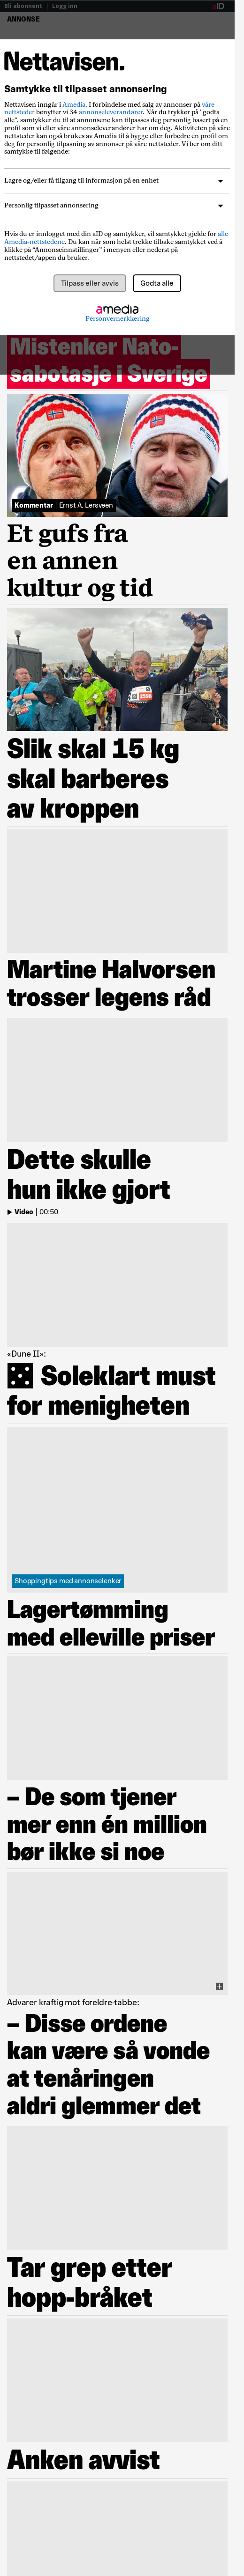 Bli abonnent | Logg inn
aID
ANNONSE
Nettavisen.
Samtykke til tilpasset annonsering
Nettavisen inngår i Amedia. I forbindelse med salg av annonser på våre
nettsteder benytter vi 34 annonseleverandører. Når du trykker på "godta
alle", samtykker du til at annonsene kan tilpasses deg personlig basert på en
profil som vi eller våre annonseleverandører har om deg. Aktiviteten på våre
nettsteder kan også brukes av Amedia til å bygge eller forbedre en profil om
deg for personlig tilpasning av annonser på vårt nettsteder. Vi ber om ditt
samtykke til følgende:
Lagre og/eller få tilgang til informasjon på en enhet
Personlig tilpasset annonsering
Hvis du er innlogget med din aID og samtykker, vil samtykket gjelde for alle
Amedia-nettstedene. Du kan når som helst trekke tilbake samtykket ved å
klikke på “Annonseinnstillinger” i menyen eller nederst på
nettstedet/appen du bruker.
Tilpass eller avvis
Godta alle
amedia
Personvernerklæring
Mistenker Nato-
sabotasje i Sverige
Kommentar | Ernst A. Lersveen
Et gufs fra
en annen
kultur og tid
Slik skal 15 kg
skal barberes
av kroppen
Martine Halvorsen
trosser legens råd
Dette skulle
hun ikke gjort
Video | 00:50
«Dune II»:
Soleklart must
for menigheten
Shoppingtips med annonselenker
Lagertømming
med elleville priser
– De som tjener
mer enn én million
bør ikke si noe
Advarer kraftig mot foreldre-tabbe:
– Disse ordene
kan være så vonde
at tenåringen
aldri glemmer det
Tar grep etter
hopp-bråket
Anken avvist